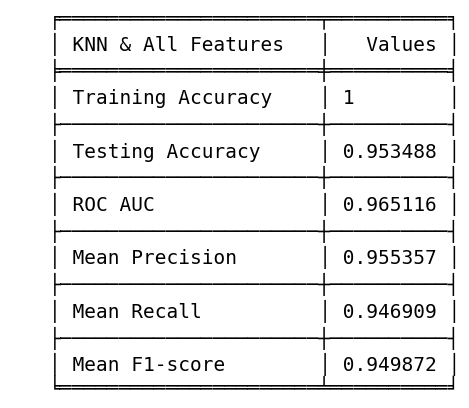 KNN & All Features Values
Training Accuracy 1
Testing Accuracy 0.953488
ROC AUC 0.965116
Mean Precision 0.955357
Mean Recall 0.946909
Mean F1-score 0.949872